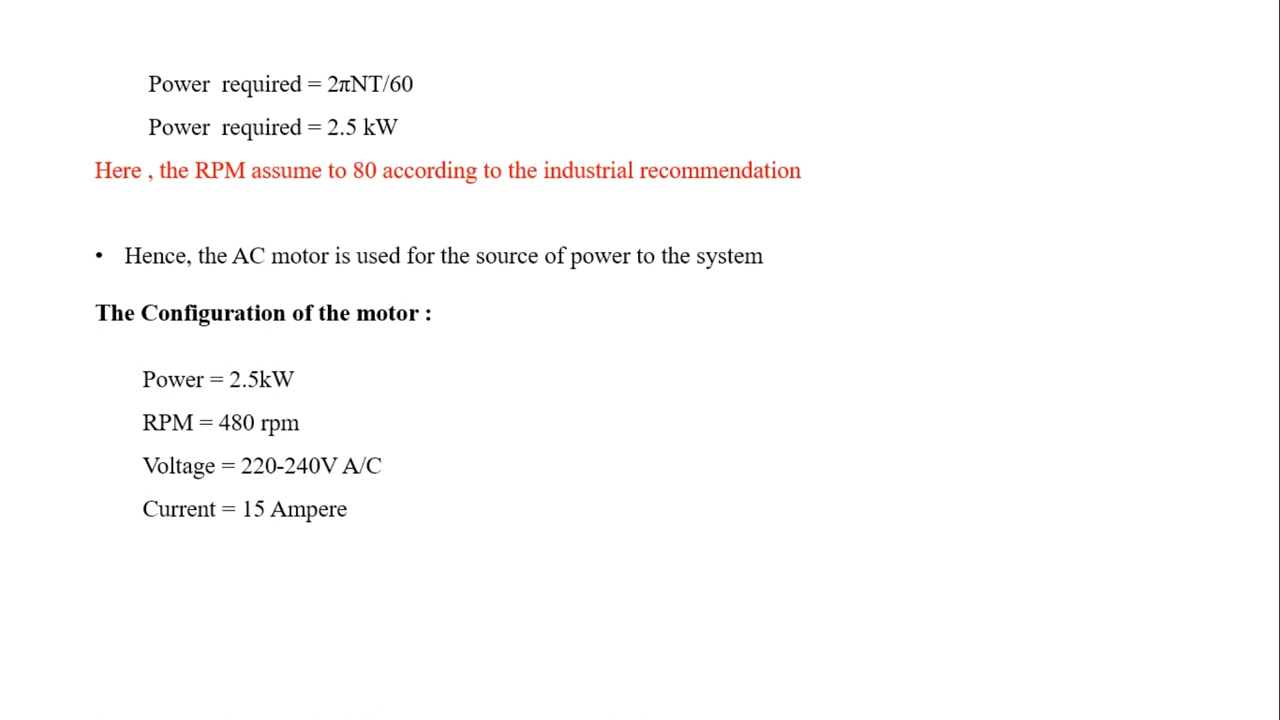 Power required = 2πNT/60
Power required = 2.5 kW
Here , the RPM assume to 80 according to the industrial recommendation
• Hence, the AC motor is used for the source of power to the system
The Configuration of the motor :
Power = 2.5kW
RPM = 480 rpm
Voltage = 220-240V A/C
Current = 15 Ampere